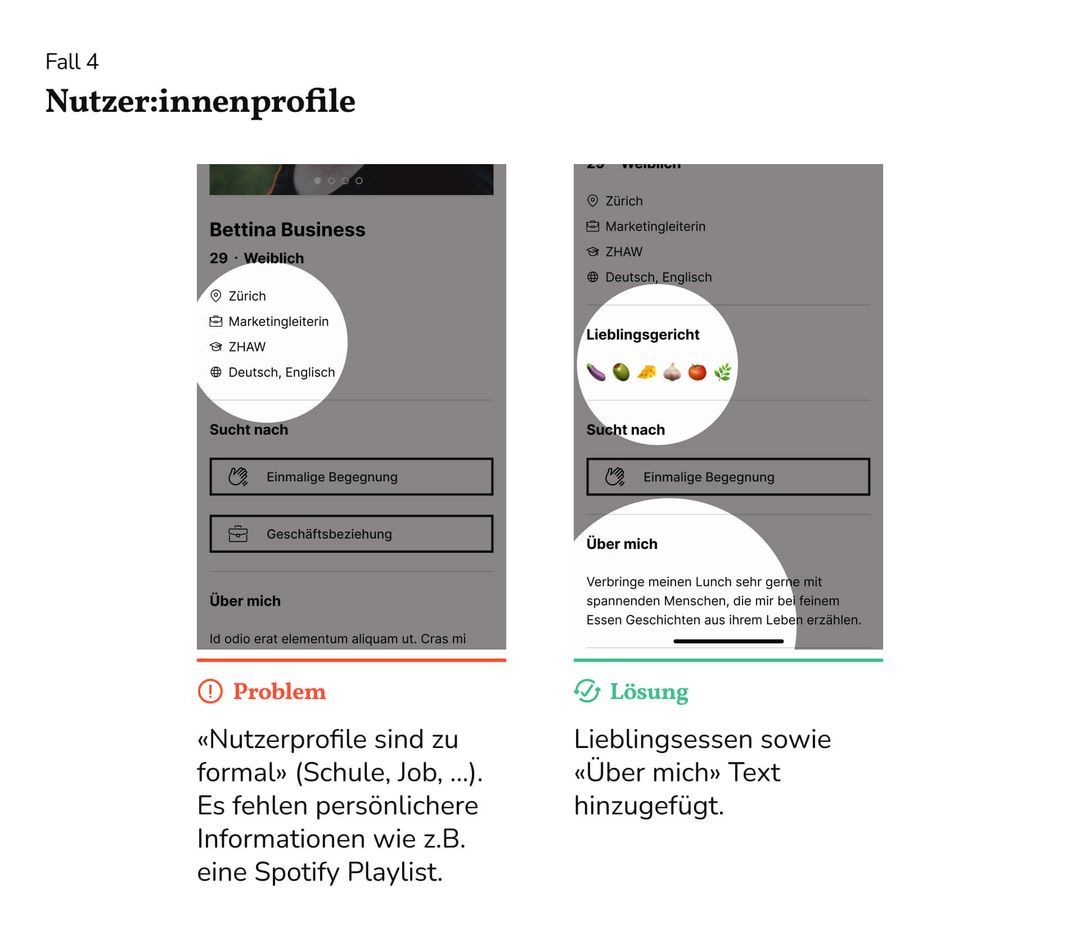 Fall 4
Nutzer:innenprofile
Bettina Business
29 · Weiblich
Zürich
Marketingleiterin
ZHAW
Deutsch, Englisch
Sucht nach
Einmalige Begegnung
Geschäftsbeziehung
Über mich
Id odio erat elementum aliquam ut. Cras mi
Problem
«Nutzerprofile sind zu
formal» (Schule, Job, ...).
Es fehlen persönlichere
Informationen wie z.B.
eine Spotify Playlist.
29 Weiblich
Zürich
Marketingleiterin
ZHAW
Deutsch, Englisch
Lieblingsgericht
Sucht nach
Einmalige Begegnung
Über mich
Verbringe meinen Lunch sehr gerne mit
spannenden Menschen, die mir bei feinem
Essen Geschichten aus ihrem Leben erzählen.
Lösung
Lieblingsessen sowie
«Über mich» Text
hinzugefügt.